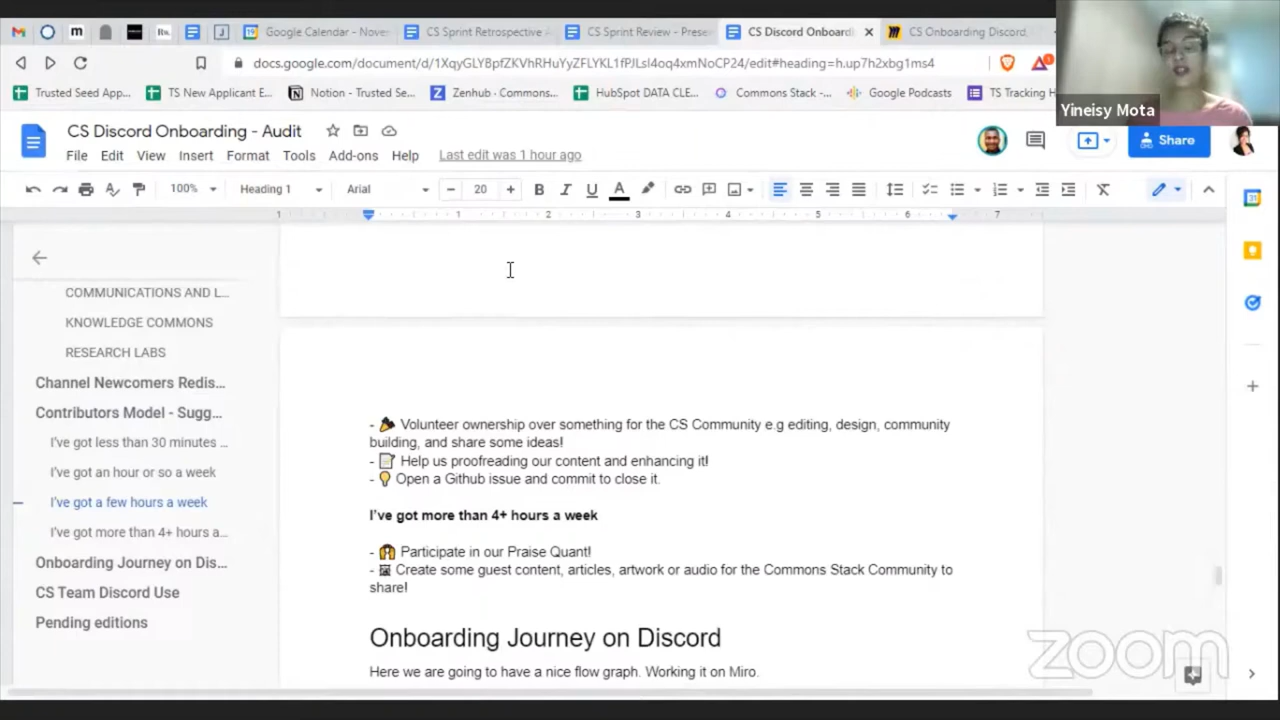 Google Calendar - Nove
CS Sprint Retrospective A
CS Sprint Review - Prese
CS Discord Onboardi
CS Onboarding Discord
docs.google.com/document/d/1XqyGLYBpfZKVhRHuYyZFLYKL1fPJLsl4oq4xmNoCP24/edit#heading=h.up7h2xbg1ms4
Trusted Seed App...
TS New Applicant E...
Notion - Trusted Se...
Zenhub - Commons...
HubSpot DATA CLE...
Commons Stack -...
Google Podcasts
TS Tracking H
Yineisy Mota
CS Discord Onboarding - Audit
File Edit View Insert Format Tools Add-ons Help Last edit was 1 hour ago
Share
100% Heading 1 Arial 20
1 1 2 3 4 5 6 7
COMMUNICATIONS AND L...
KNOWLEDGE COMMONS
RESEARCH LABS
Channel Newcomers Redis...
Contributors Model - Sugg...
I've got less than 30 minutes ...
I've got an hour or so a week
I've got a few hours a week
I've got more than 4+ hours a...
Onboarding Journey on Dis...
CS Team Discord Use
Pending editions
- 🎉 Volunteer ownership over something for the CS Community e.g editing, design, community
building, and share some ideas!
- 📝 Help us proofreading our content and enhancing it!
- 💡 Open a Github issue and commit to close it.
I've got more than 4+ hours a week
- 🙌 Participate in our Praise Quant!
- 🖼 Create some guest content, articles, artwork or audio for the Commons Stack Community to
share!
Onboarding Journey on Discord
Here we are going to have a nice flow graph. Working it on Miro.
zoom